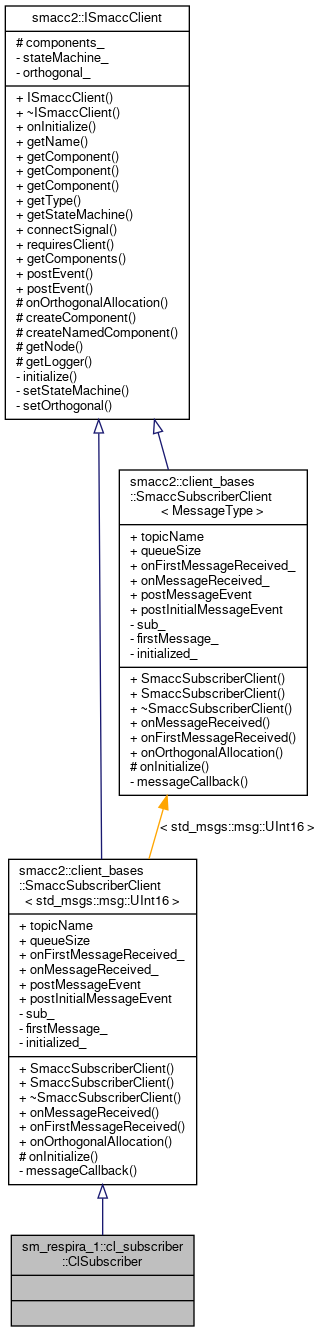 smacc2::ISmaccClient
# components_
- stateMachine_
- orthogonal_
+ ISmaccClient()
+ ~ISmaccClient()
+ onInitialize()
+ getName()
+ getComponent()
+ getComponent()
+ getComponent()
+ getType()
+ getStateMachine()
+ connectSignal()
+ requiresClient()
+ getComponents()
+ postEvent()
+ postEvent()
# onOrthogonalAllocation()
# createComponent()
# createNamedComponent()
# getNode()
# getLogger()
- initialize()
- setStateMachine()
- setOrthogonal()
smacc2::client_bases
::SmaccSubscriberClient
< MessageType >
+ topicName
+ queueSize
+ onFirstMessageReceived_
+ onMessageReceived_
+ postMessageEvent
+ postInitialMessageEvent
- sub_
- firstMessage_
- initialized_
+ SmaccSubscriberClient()
+ SmaccSubscriberClient()
+ ~SmaccSubscriberClient()
+ onMessageReceived()
+ onFirstMessageReceived()
+ onOrthogonalAllocation()
# onInitialize()
- messageCallback()
< std_msgs::msg::UInt16 >
smacc2::client_bases
::SmaccSubscriberClient
< std_msgs::msg::UInt16 >
+ topicName
+ queueSize
+ onFirstMessageReceived_
+ onMessageReceived_
+ postMessageEvent
+ postInitialMessageEvent
- sub_
- firstMessage_
- initialized_
+ SmaccSubscriberClient()
+ SmaccSubscriberClient()
+ ~SmaccSubscriberClient()
+ onMessageReceived()
+ onFirstMessageReceived()
+ onOrthogonalAllocation()
# onInitialize()
- messageCallback()
sm_respira_1::cl_subscriber
::ClSubscriber